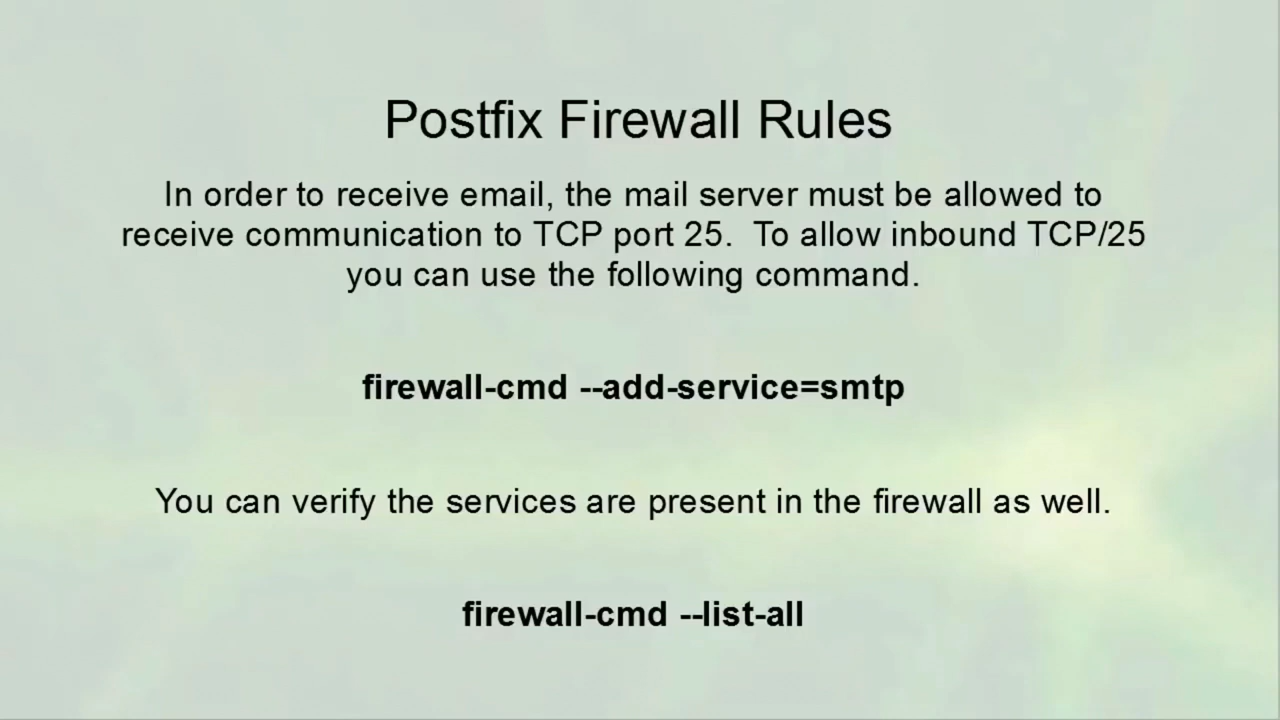 Postfix Firewall Rules
In order to receive email, the mail server must be allowed to
receive communication to TCP port 25.  To allow inbound TCP/25
you can use the following command.
firewall-cmd --add-service=smtp
You can verify the services are present in the firewall as well.
firewall-cmd --list-all